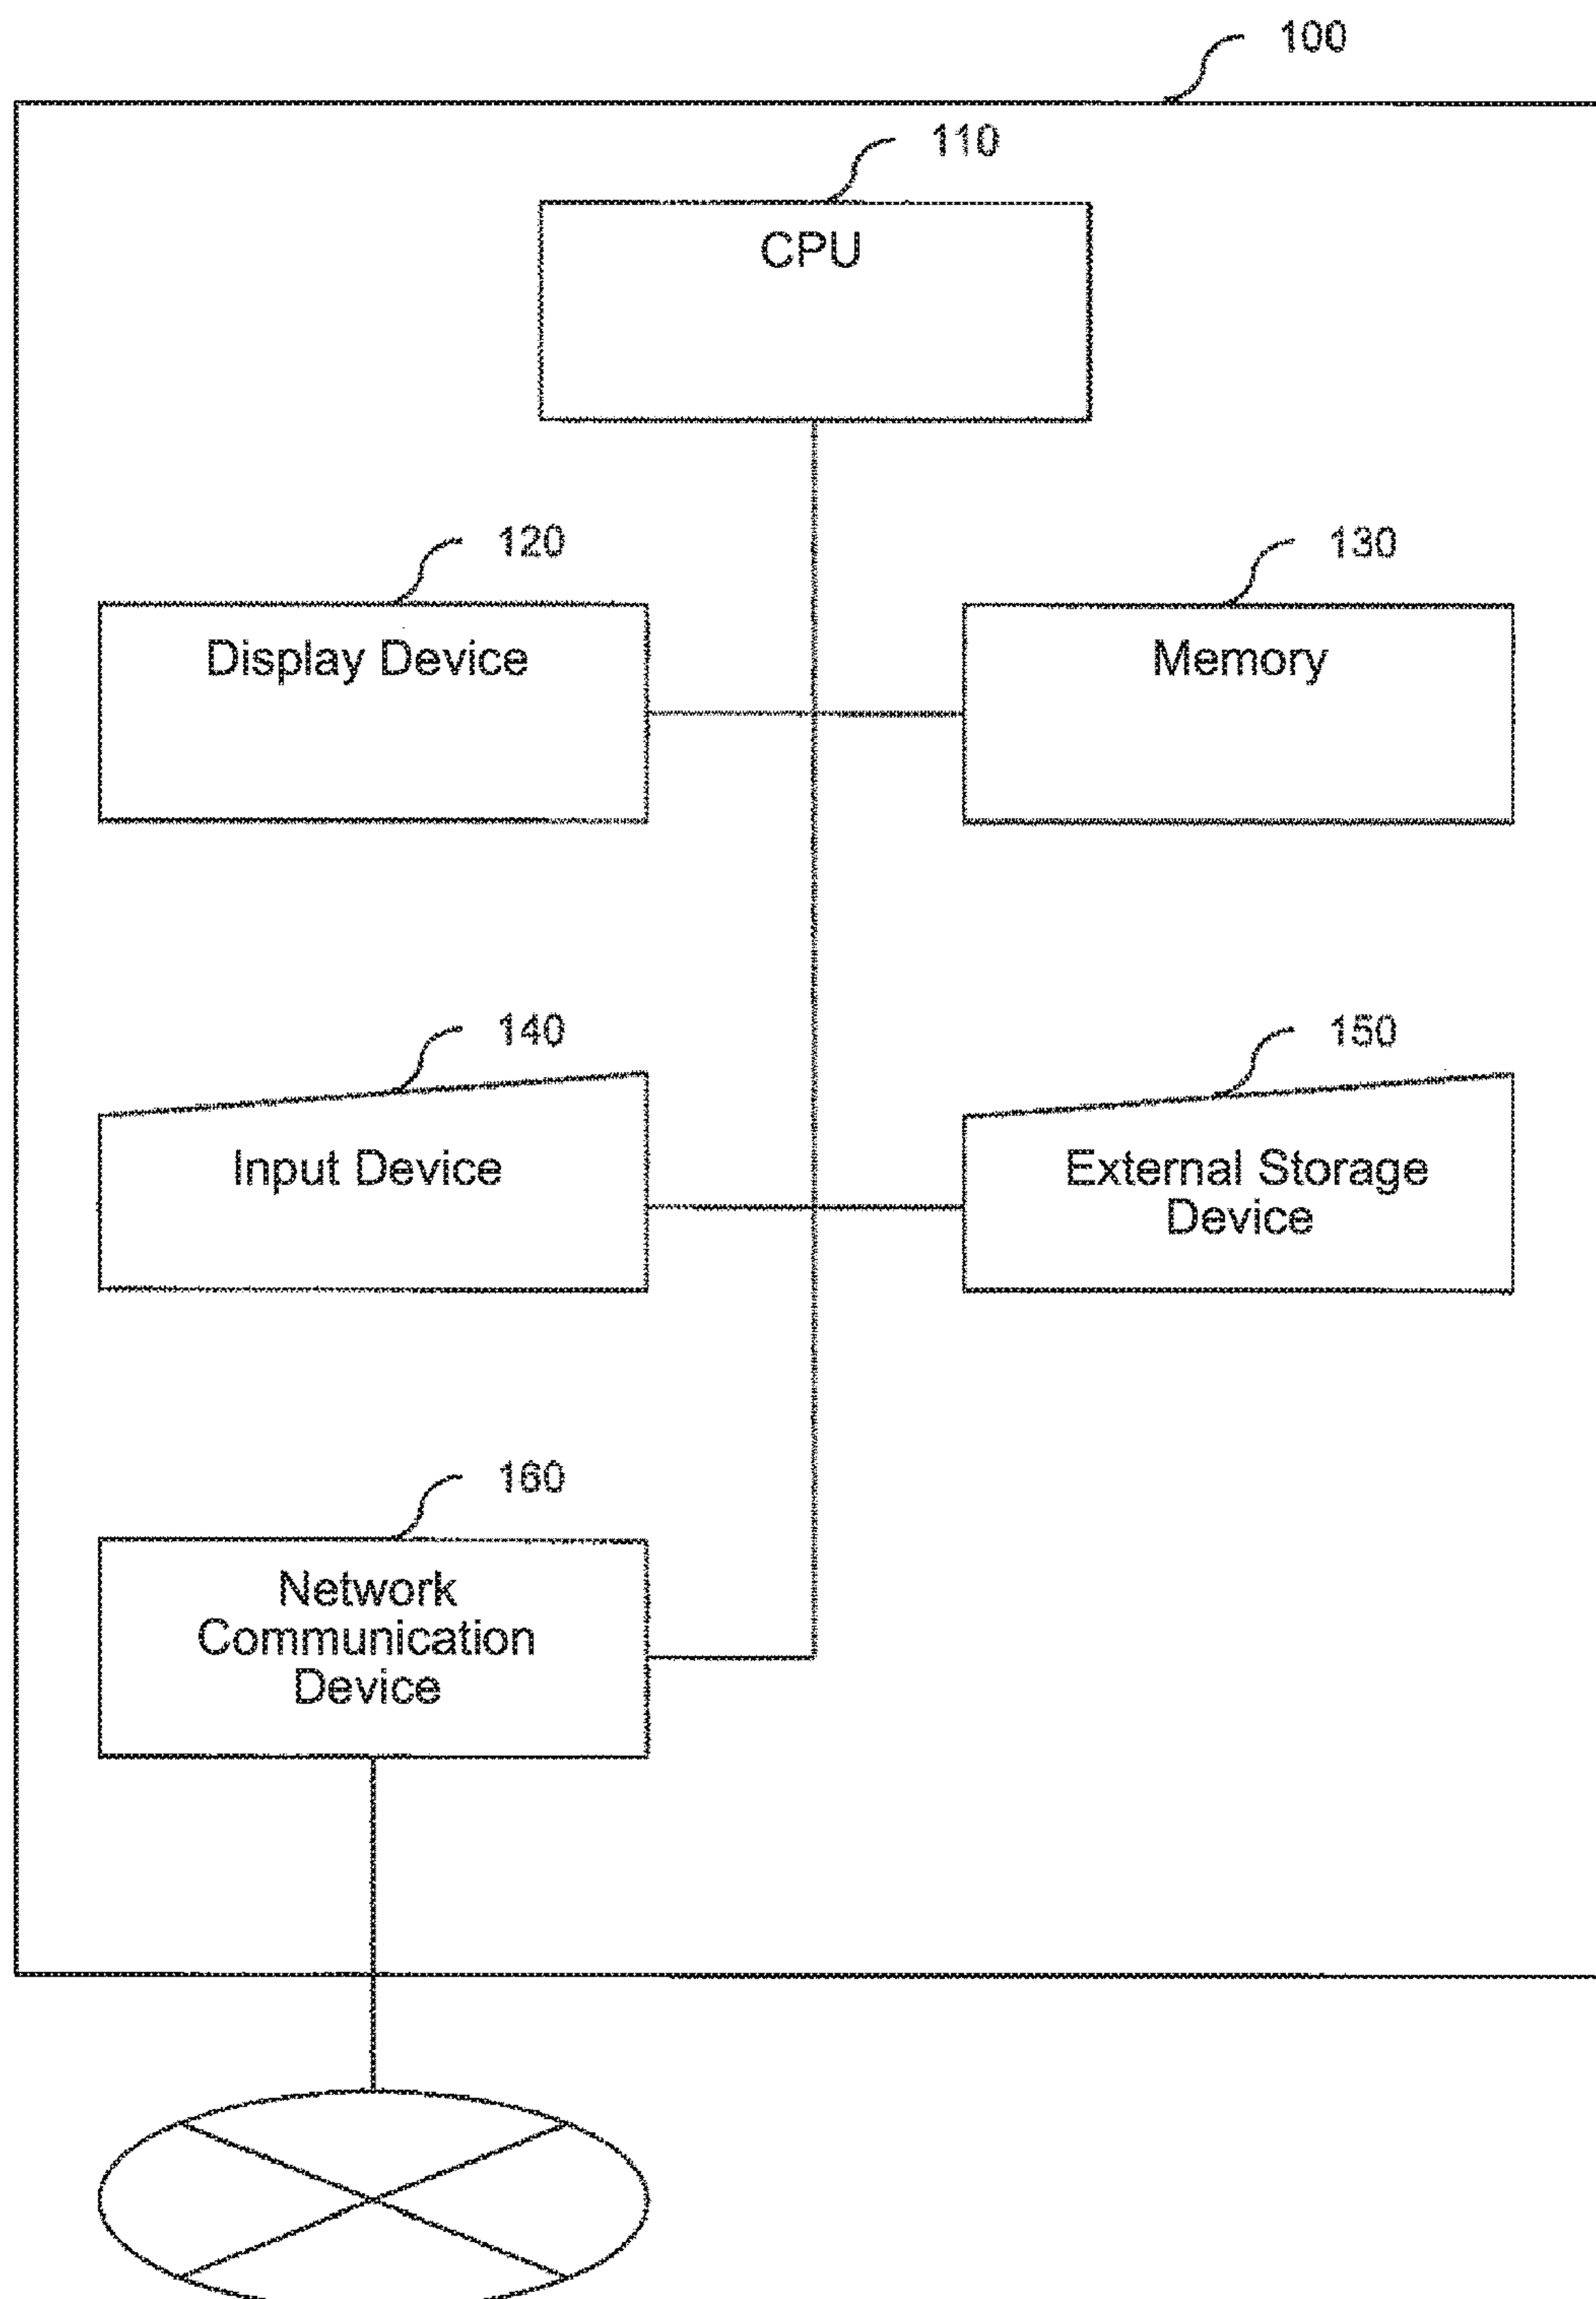 100
110
CPU
120
130
Display Device
Memory
140
150
Input Device
External Storage
Device
160
Network
Communication
Device